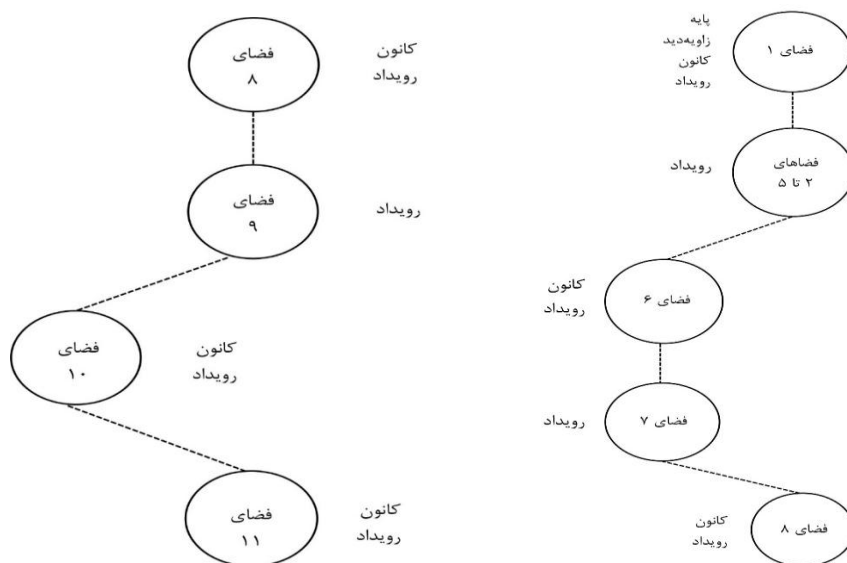 پایه
زاویه‌دید
کانون
رویداد
فضای ۱
رویداد
فضاهای
۲ تا ۵
کانون
رویداد
فضای ۶
رویداد
فضای ۷
کانون
رویداد
فضای ۸
کانون
رویداد
فضای
۸
رویداد
فضای
۹
کانون
رویداد
فضای
۱۰
کانون
رویداد
فضای
۱۱